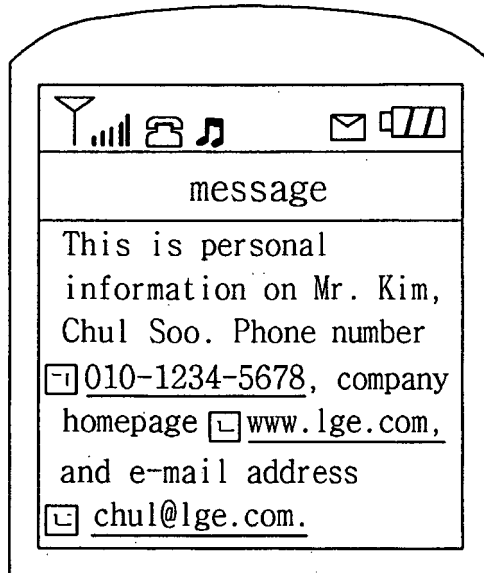 message
This is personal
information on Mr. Kim,
Chul Soo. Phone number
ㄱ 010-1234-5678, company
homepage ㄴ www.lge.com,
and e-mail address
ㄷ chul@lge.com.